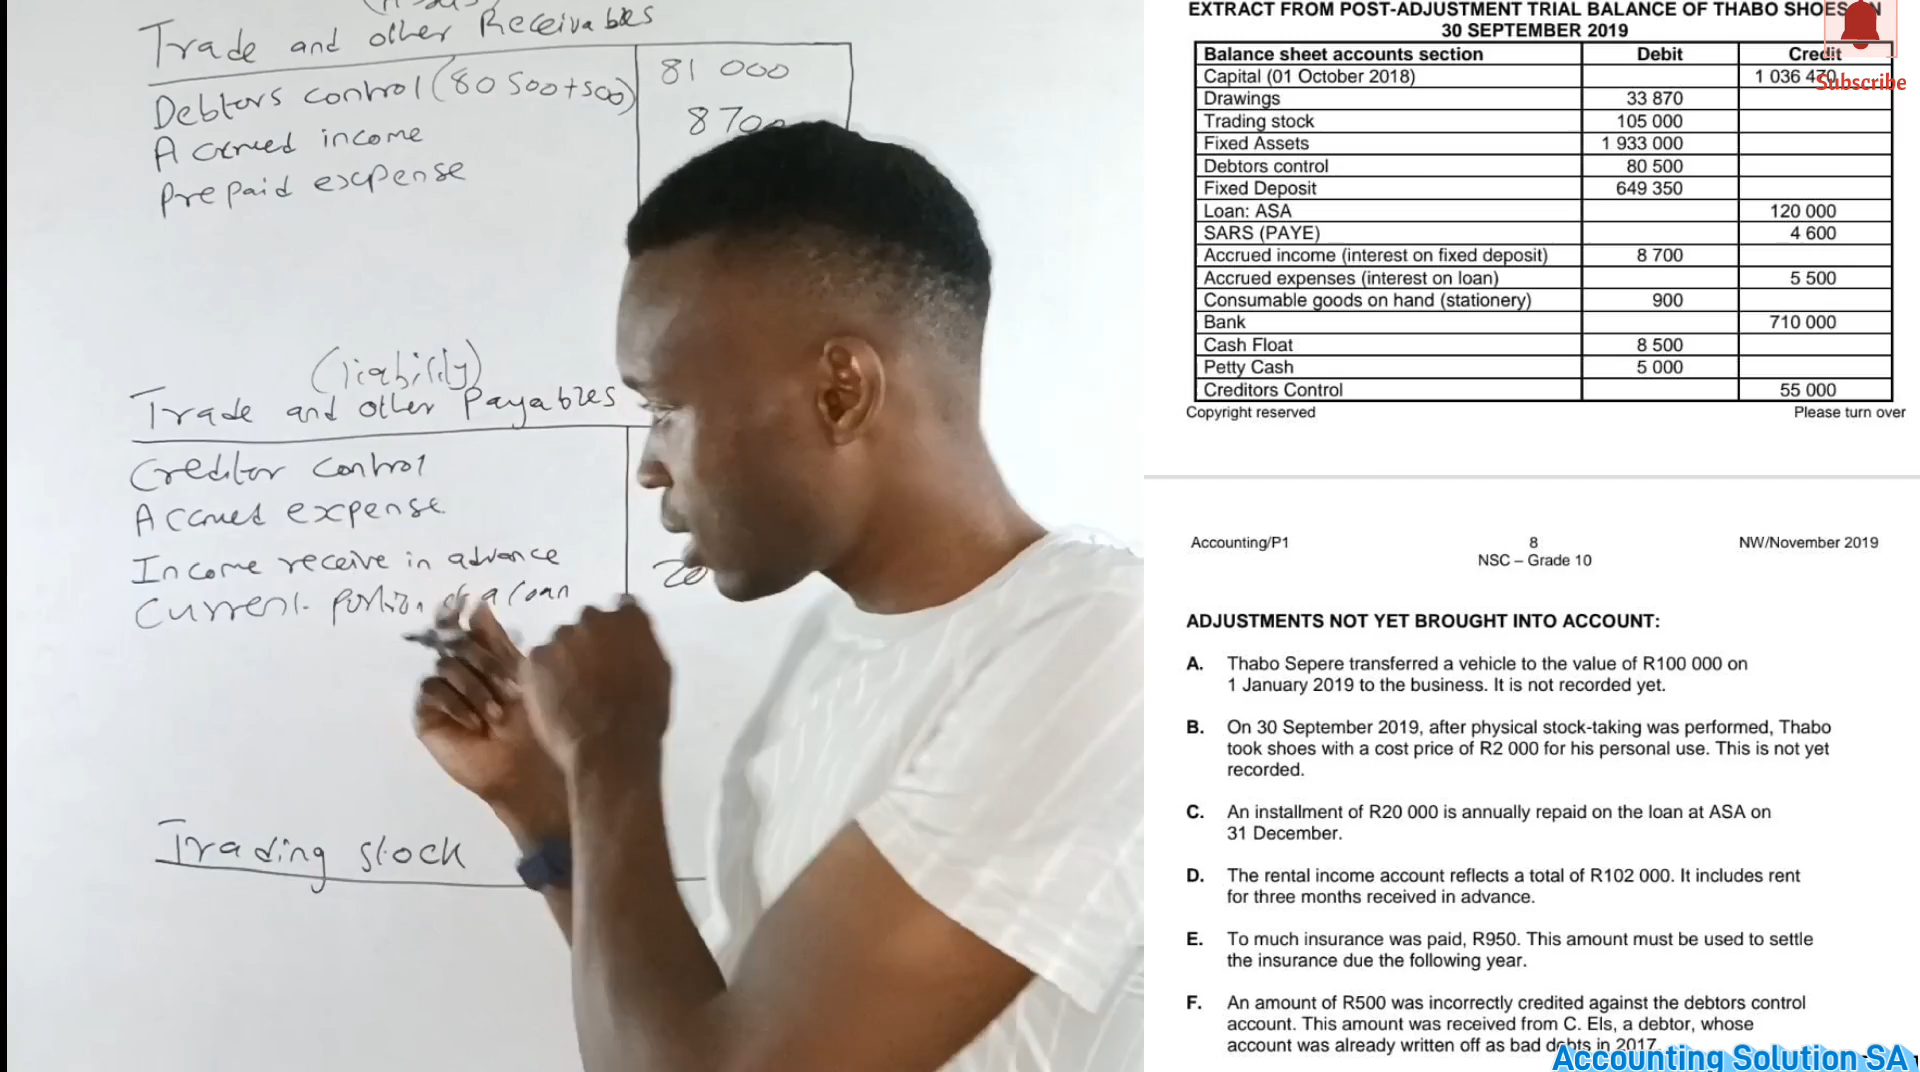 Trade and other Receivables
Debtors control (80 500+500) 81 000
Accrued income 8700
Prepaid expense
(liability)
Trade and other Payables
Creditor control
Accrued expense
Income receive in advance
Current portion of a loan 20
Trading stock
EXTRACT FROM POST-ADJUSTMENT TRIAL BALANCE OF THABO SHOES
30 SEPTEMBER 2019
Balance sheet accounts section Debit Credit
Capital (01 October 2018) 1 036 470
Subscribe
Drawings 33 870
Trading stock 105 000
Fixed Assets 1 933 000
Debtors control 80 500
Fixed Deposit 649 350
Loan: ASA 120 000
SARS (PAYE) 4 600
Accrued income (interest on fixed deposit) 8 700
Accrued expenses (interest on loan) 5 500
Consumable goods on hand (stationery) 900
Bank 710 000
Cash Float 8 500
Petty Cash 5 000
Creditors Control 55 000
Copyright reserved Please turn over
Accounting/P1 8 NW/November 2019
NSC – Grade 10
ADJUSTMENTS NOT YET BROUGHT INTO ACCOUNT:
A. Thabo Sepere transferred a vehicle to the value of R100 000 on
1 January 2019 to the business. It is not recorded yet.
B. On 30 September 2019, after physical stock-taking was performed, Thabo
took shoes with a cost price of R2 000 for his personal use. This is not yet
recorded.
C. An installment of R20 000 is annually repaid on the loan at ASA on
31 December.
D. The rental income account reflects a total of R102 000. It includes rent
for three months received in advance.
E. To much insurance was paid, R950. This amount must be used to settle
the insurance due the following year.
F. An amount of R500 was incorrectly credited against the debtors control
account. This amount was received from C. Els, a debtor, whose
account was already written off as bad debts in 2017.
Accounting Solution SA